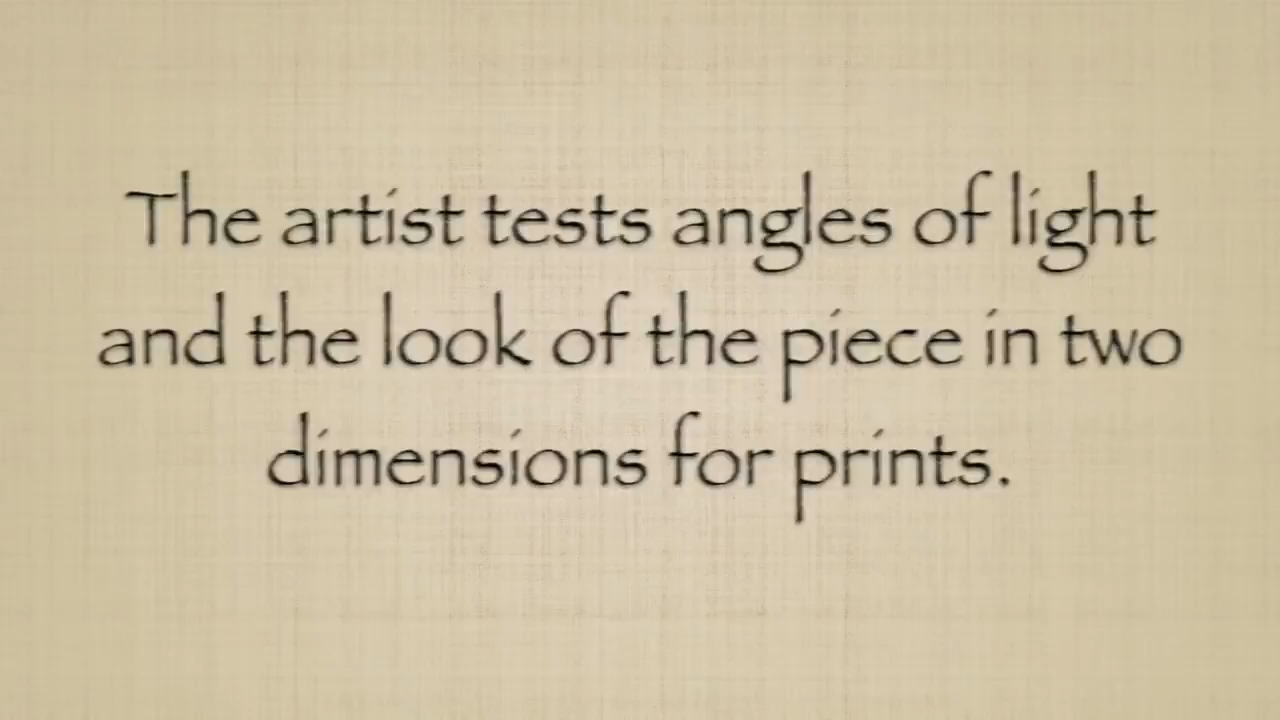 The artist tests angles of light
and the look of the piece in two
dimensions for prints.